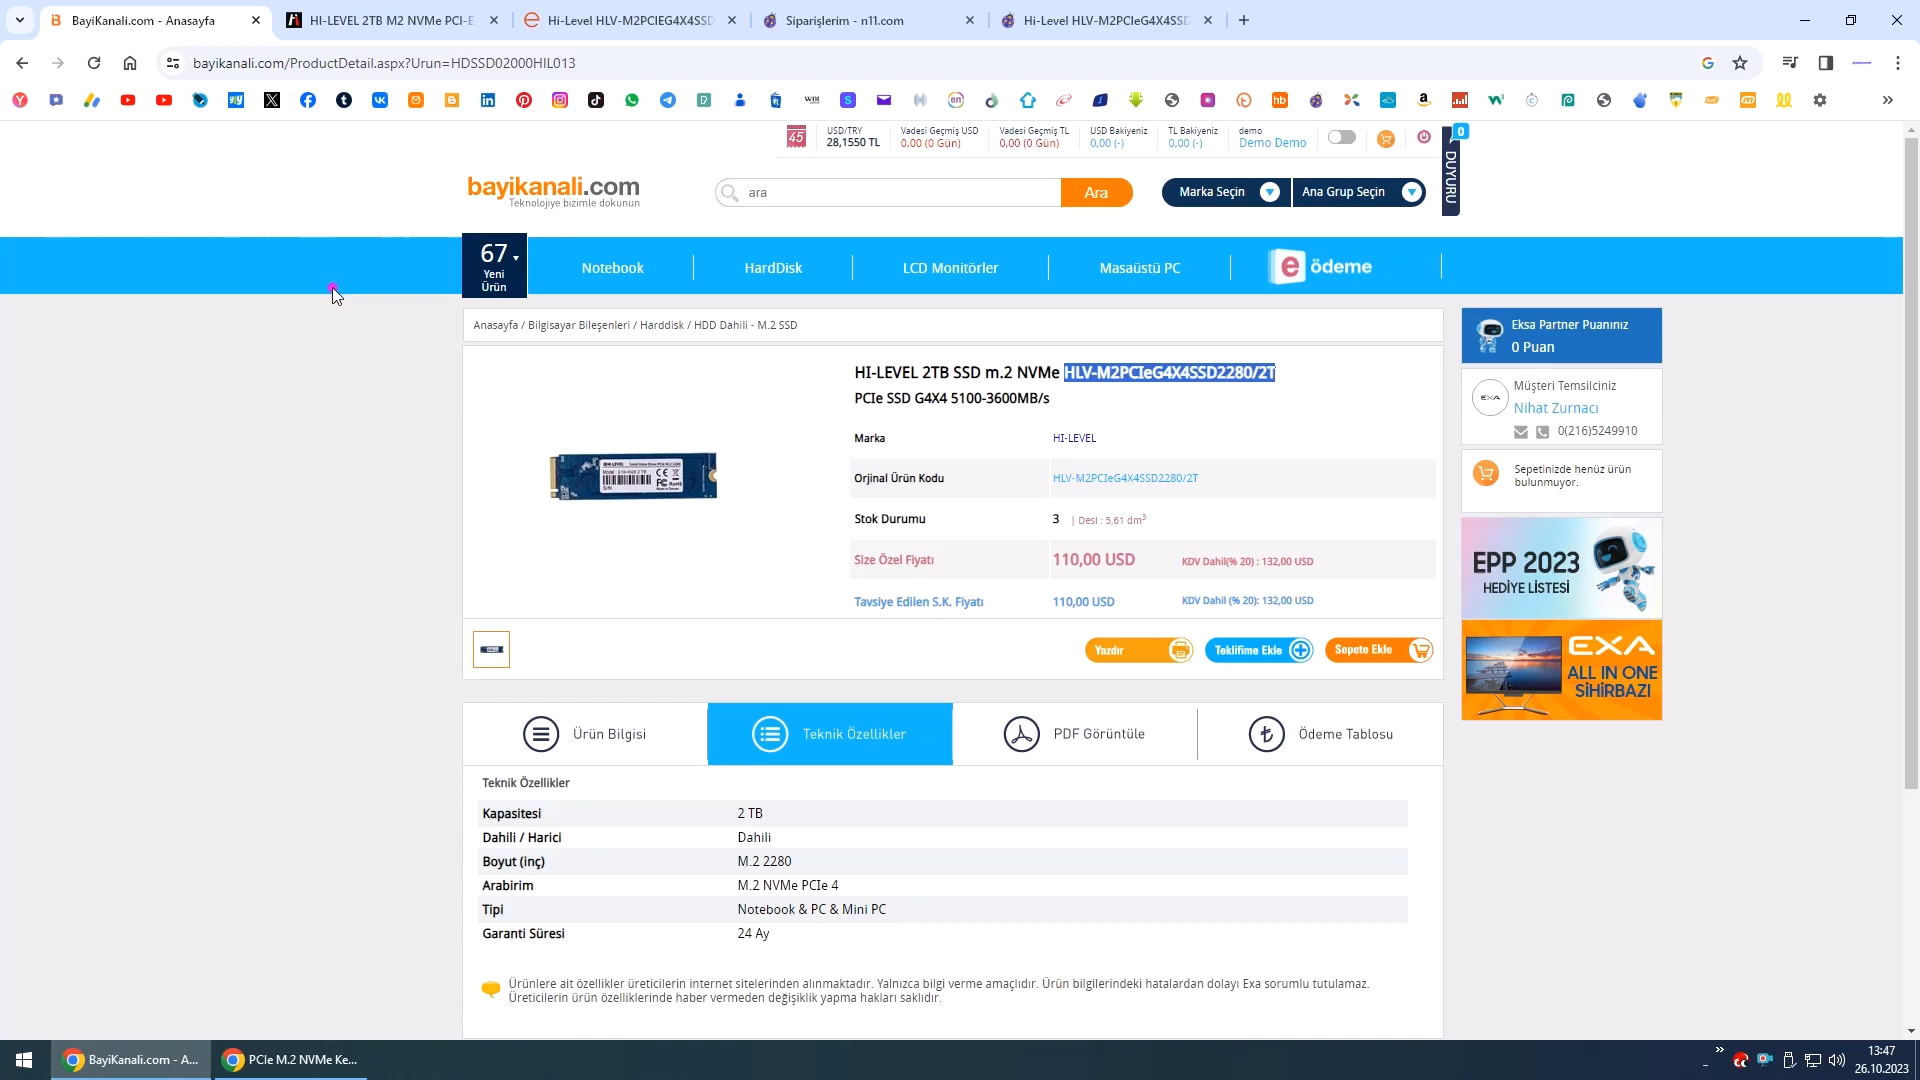 BayiKanali.com - Anasayfa
HI-LEVEL 2TB M2 NVMe PCI-E
Hi-Level HLV-M2PCIEG4X4SSD
Siparişlerim - n11.com
Hi-Level HLV-M2PCIeG4X4SSD
bayikanali.com/ProductDetail.aspx?Urun=HDSSD02000HIL013
45
USD/TRY
28,1550 TL
Vadesi Geçmiş USD
0,00 (0 Gün)
Vadesi Geçmiş TL
0,00 (0 Gün)
USD Bakiyeniz
0,00 (-)
TL Bakiyeniz
0,00 (-)
demo
Demo Demo
0
DUYURU
bayikanali.com
Teknolojiye bizimle dokunun
ara
Ara
Marka Seçin
Ana Grup Seçin
67
Yeni
Ürün
Notebook
HardDisk
LCD Monitörler
Masaüstü PC
e ödeme
Anasayfa / Bilgisayar Bileşenleri / Harddisk / HDD Dahili - M.2 SSD
HI-LEVEL 2TB SSD m.2 NVMe HLV-M2PCIeG4X4SSD2280/2T
PCIe SSD G4X4 5100-3600MB/s
Marka
HI-LEVEL
Orjinal Ürün Kodu
HLV-M2PCIeG4X4SSD2280/2T
Stok Durumu
3 | Desi : 5,61 dm3
Size Özel Fiyatı
110,00 USD
KDV Dahil(% 20) : 132,00 USD
Tavsiye Edilen S.K. Fiyatı
110,00 USD
KDV Dahil (% 20): 132,00 USD
Yazdır
Teklifime Ekle
Sepete Ekle
Eksa Partner Puanınız
0 Puan
EXA
Müşteri Temsilciniz
Nihat Zurnacı
0(216)5249910
Sepetinizde henüz ürün
bulunmuyor.
EPP 2023
HEDİYE LİSTESİ
EXA
ALL IN ONE
SİHİRBAZI
Ürün Bilgisi
Teknik Özellikler
PDF Görüntüle
Ödeme Tablosu
Teknik Özellikler
Kapasitesi
2 TB
Dahili / Harici
Dahili
Boyut (inç)
M.2 2280
Arabirim
M.2 NVMe PCIe 4
Tipi
Notebook & PC & Mini PC
Garanti Süresi
24 Ay
Ürünlere ait özellikler üreticilerin internet sitelerinden alınmaktadır. Yalnızca bilgi verme amaçlıdır. Ürün bilgilerindeki hatalardan dolayı Exa sorumlu tutulamaz.
Üreticilerin ürün özelliklerinde haber vermeden değişiklik yapma hakları saklıdır.
BayiKanali.com - A...
PCIe M.2 NVMe Ke...
13:47
26.10.2023